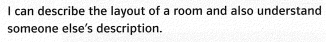 I can describe the layout of a room and also understand
someone else's description.